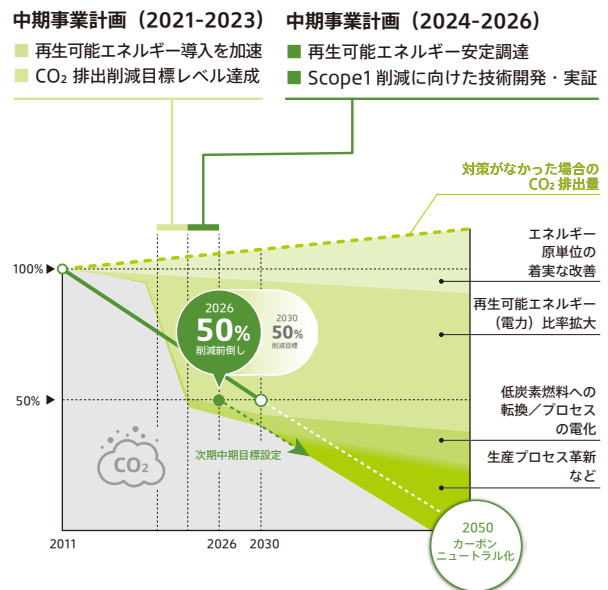 中期事業計画（2021-2023）
再生可能エネルギー導入を加速
CO₂ 排出削減目標レベル達成
中期事業計画（2024-2026）
再生可能エネルギー安定調達
Scope1 削減に向けた技術開発・実証
対策がなかった場合の
CO₂ 排出量
エネルギー
原単位の
着実な改善
再生可能エネルギー
（電力）比率拡大
低炭素燃料への
転換／プロセス
の電化
生産プロセス革新
など
100%
50%
2026
50%
削減前倒し
2030
50%
削減目標
次期中期目標設定
CO₂
2011
2026
2030
2050
カーボン
ニュートラル化